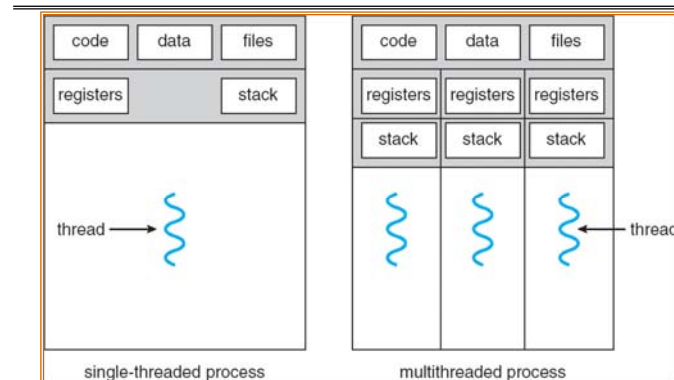 code data files code data files
registers stack registers registers registers
stack stack stack
thread thread
single-threaded process multithreaded process